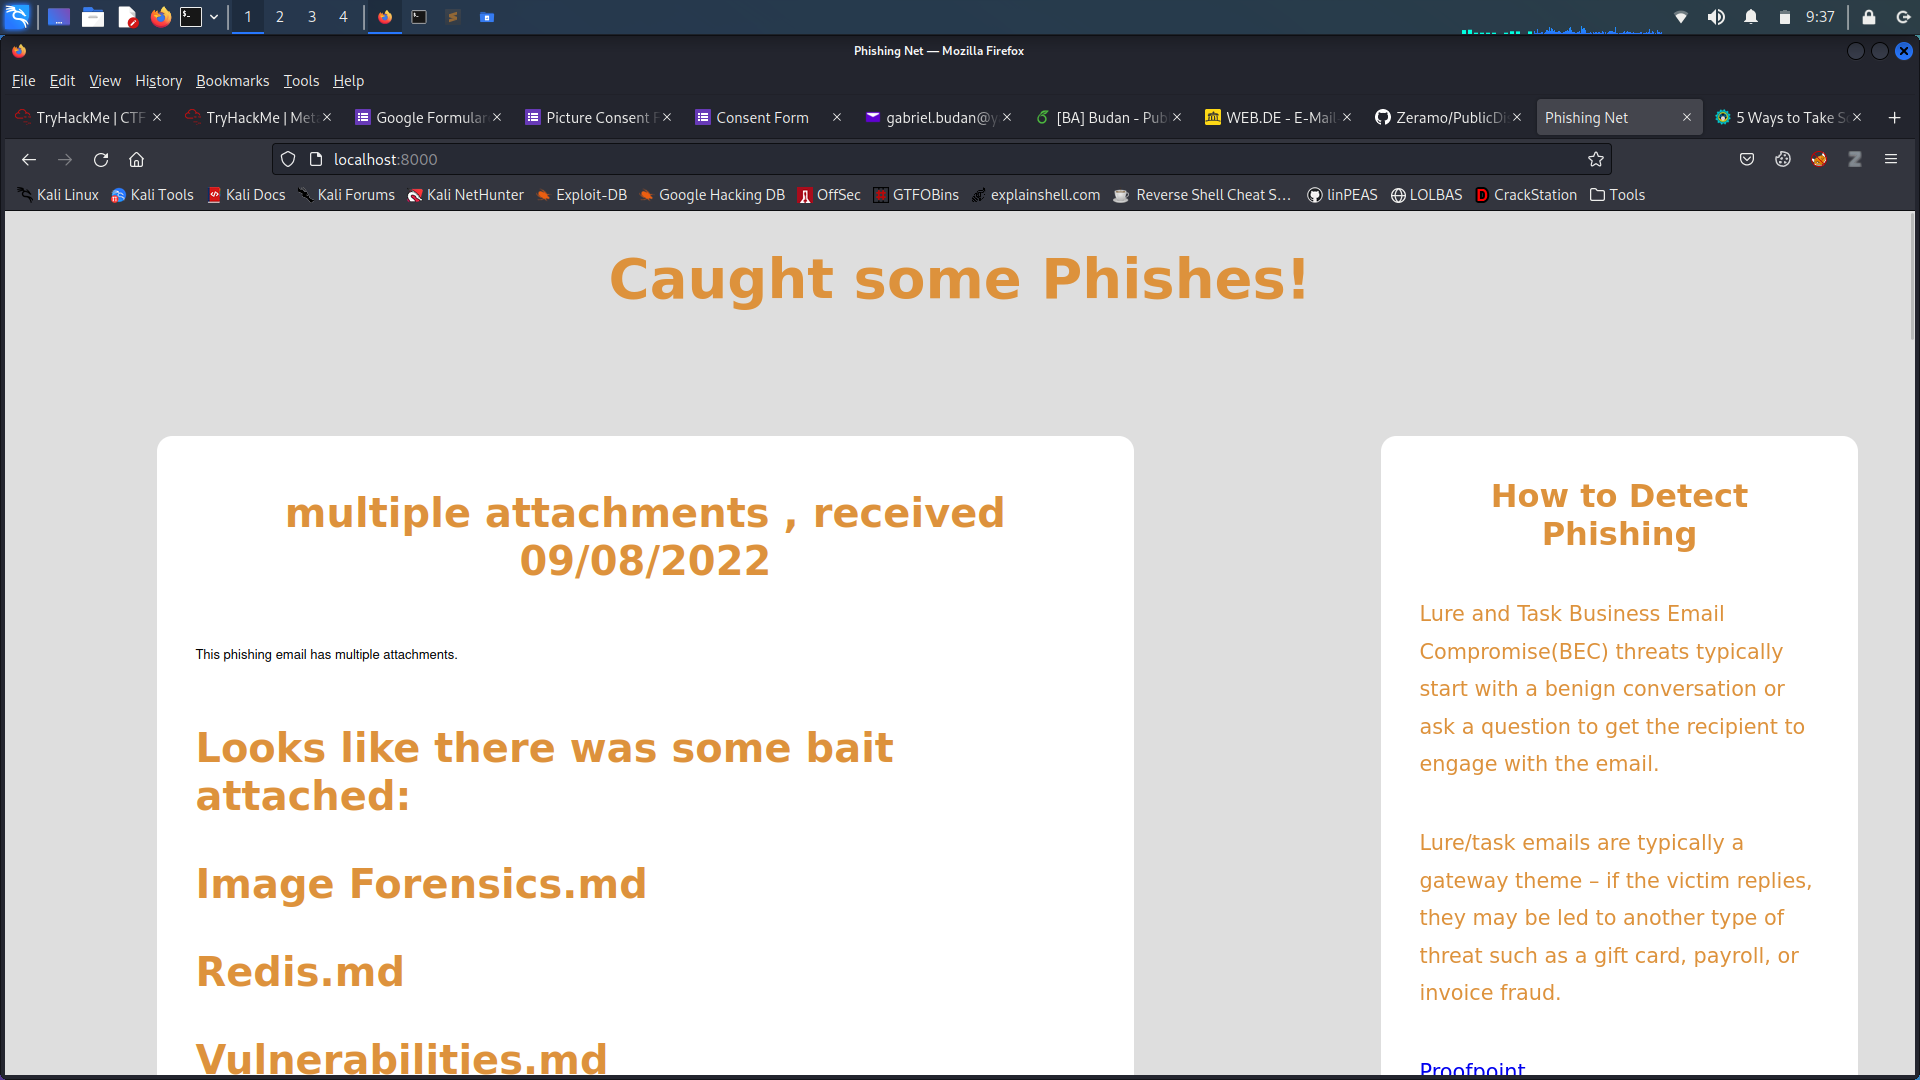 1 2 3 4 9:37
Phishing Net — Mozilla Firefox
File Edit View History Bookmarks Tools Help
TryHackMe | CTF TryHackMe | Met Google Formular Picture Consent F Consent Form gabriel.budan@y [BA] Budan - Pub WEB.DE - E-Mail Zeramo/PublicDi Phishing Net 5 Ways to Take S
localhost:8000
Kali Linux Kali Tools Kali Docs Kali Forums Kali NetHunter Exploit-DB Google Hacking DB OffSec GTFOBins explainshell.com Reverse Shell Cheat S... linPEAS LOLBAS CrackStation Tools
Caught some Phishes!
multiple attachments , received
09/08/2022
This phishing email has multiple attachments.
Looks like there was some bait
attached:
Image Forensics.md
Redis.md
Vulnerabilities.md
How to Detect
Phishing
Lure and Task Business Email
Compromise(BEC) threats typically
start with a benign conversation or
ask a question to get the recipient to
engage with the email.
Lure/task emails are typically a
gateway theme – if the victim replies,
they may be led to another type of
threat such as a gift card, payroll, or
invoice fraud.
Proofpoint